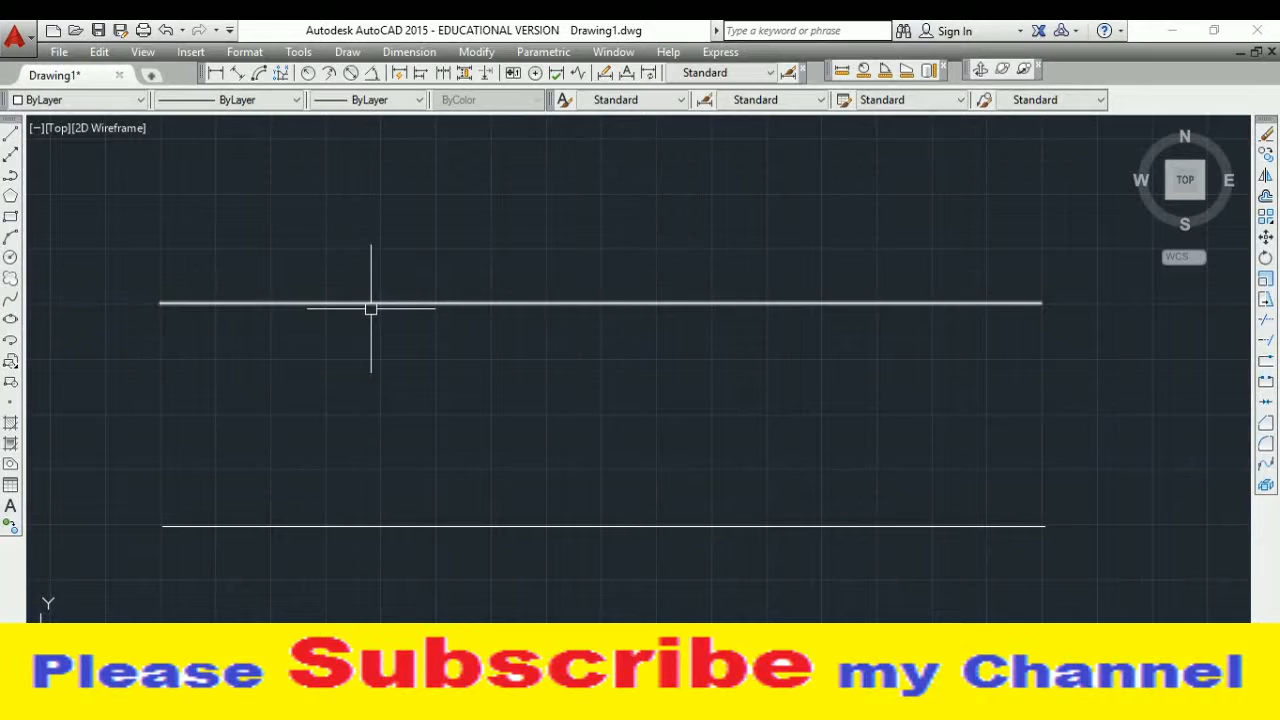 Autodesk AutoCAD 2015 - EDUCATIONAL VERSION Drawing1.dwg
Type a keyword or phrase
Sign In
File Edit View Insert Format Tools Draw Dimension Modify Parametric Window Help Express
Drawing1*
Standard
ByLayer ByLayer ByLayer ByColor Standard Standard Standard Standard
[−][Top][2D Wireframe]
N
W TOP E
S
WCS
A
Y
Please Subscribe my Channel